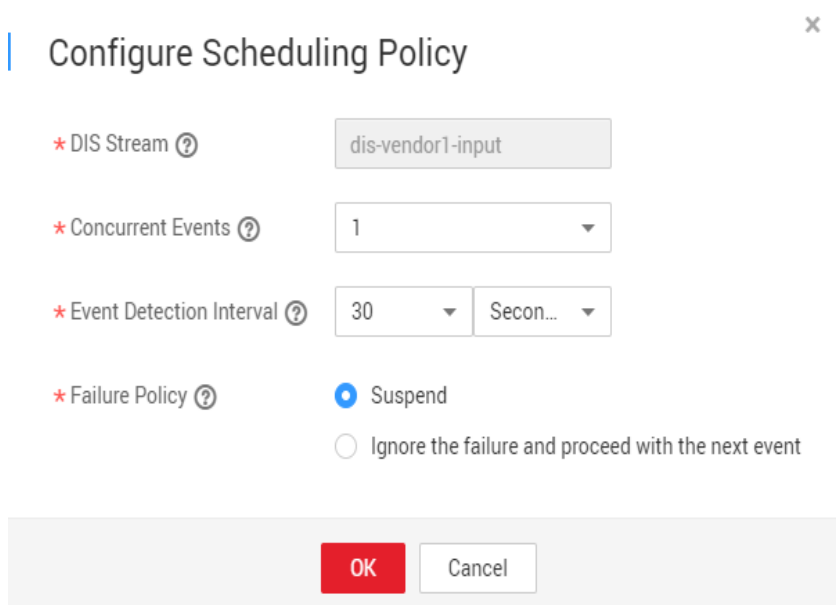 Configure Scheduling Policy
* DIS Stream ? dis-vendor1-input
* Concurrent Events ? 1
* Event Detection Interval ? 30 Secon...
* Failure Policy ? Suspend
Ignore the failure and proceed with the next event
OK Cancel